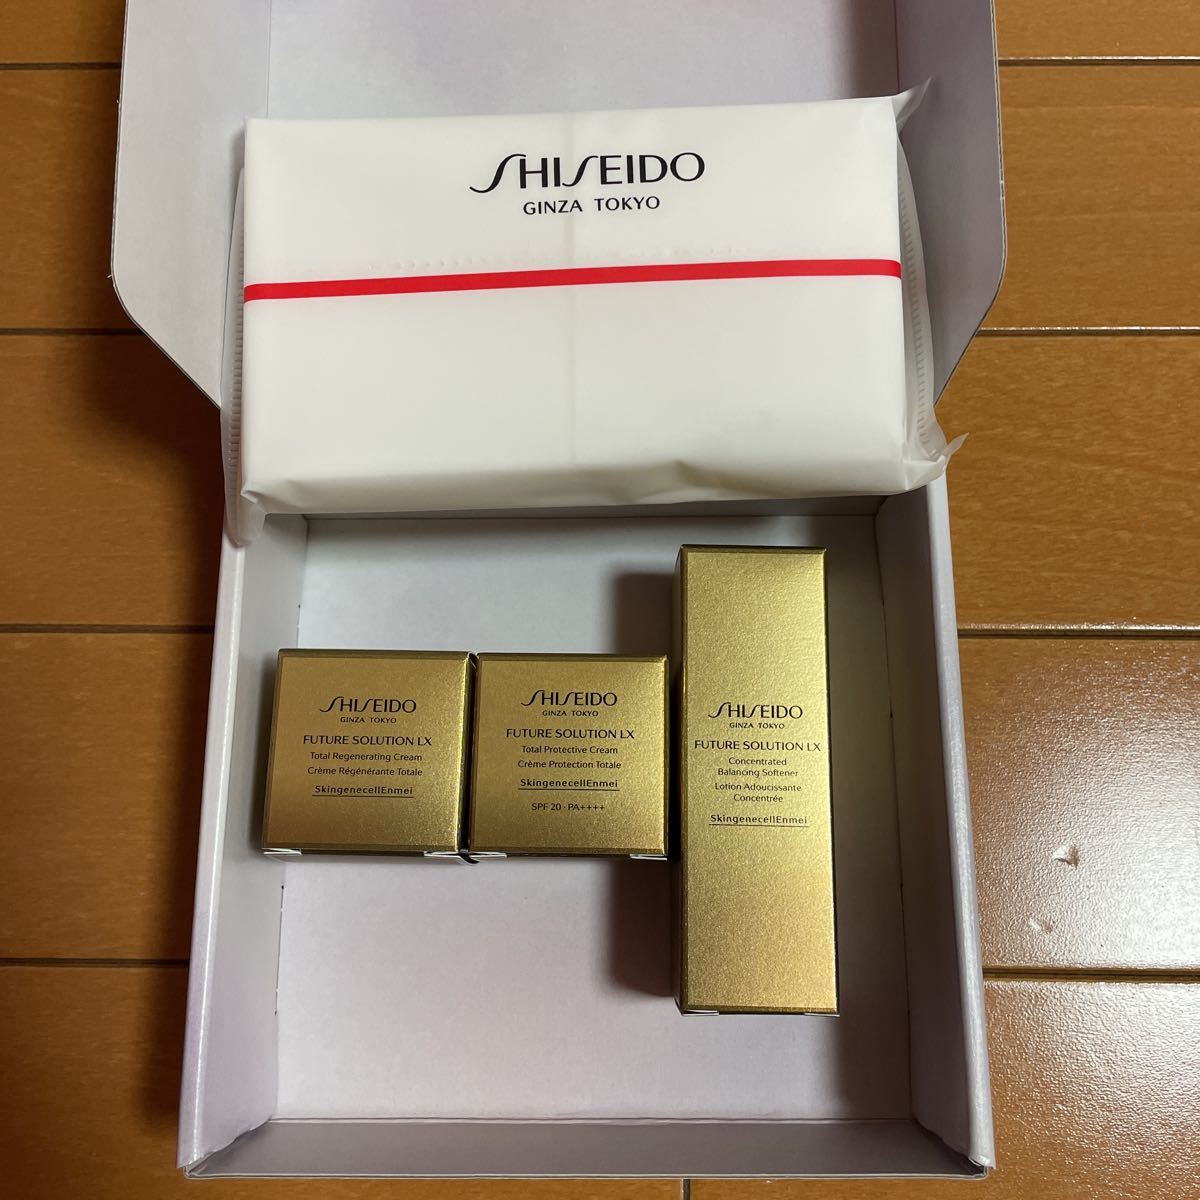 SHISEIDO
GINZA TOKYO
SHISEIDO
GINZA TOKYO
FUTURE SOLUTION LX
Total Regenerating Cream
Crème Régénérante Totale
SkingenecellEnmei
SHISEIDO
GINZA TOKYO
FUTURE SOLUTION LX
Total Protective Cream
Crème Protection Totale
SkingenecellEnmei
SPF 20 · PA++++
SHISEIDO
GINZA TOKYO
FUTURE SOLUTION LX
Concentrated
Balancing Softener
Lotion Adoucissante
Concentrée
SkingenecellEnmei